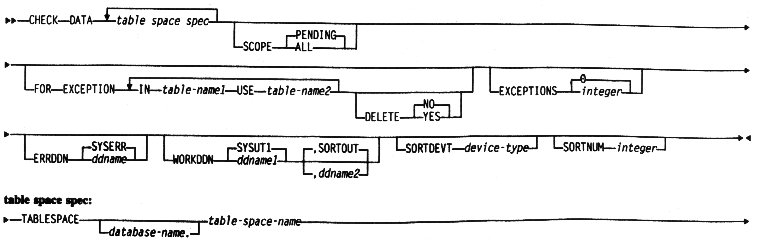 CHECK DATA table space spec
SCOPE PENDING
ALL
FOR EXCEPTION IN table-name1 USE table-name2
DELETE NO
YES
EXCEPTIONS 0
integer
ERRDDN SYSERR
ddname
WORKDDN SYSUT1
ddname1
,SORTOUT
,ddname2
SORTDEVT device-type
SORTNUM integer
table space spec:
TABLESPACE database-name. table-space-name